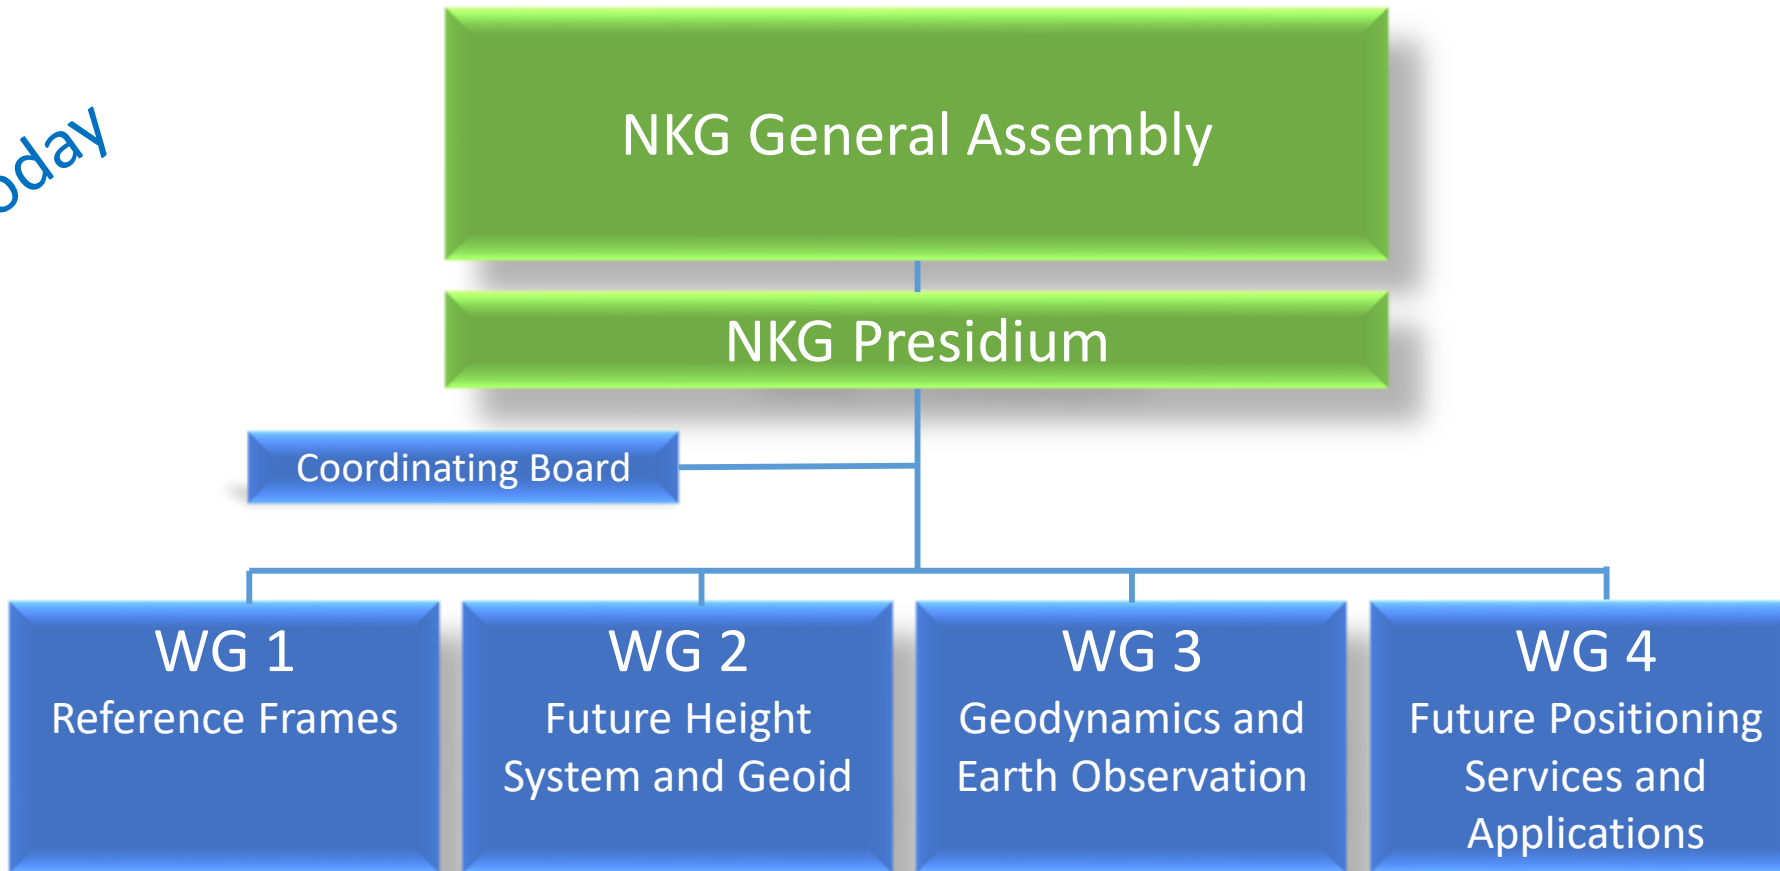 NKG General Assembly
NKG Presidium
Coordinating Board
WG 1
Reference Frames
WG 2
Future Height
System and Geoid
WG 3
Geodynamics and
Earth Observation
WG 4
Future Positioning
Services and
Applications